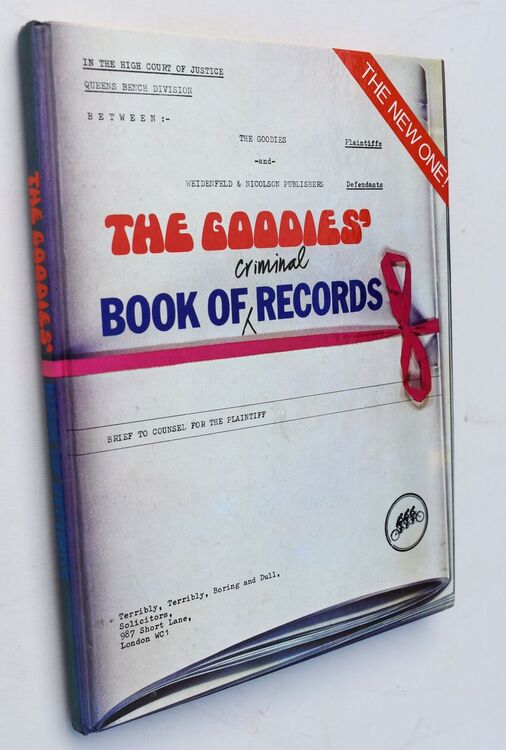 IN THE HIGH COURT OF JUSTICE
QUEENS BENCH DIVISION
BETWEEN:-
THE GOODIES Plaintiffs
-and-
WEIDENFELD & NICOLSON PUBLISHERS Defendants
THE NEW ONE!
THE GOODIES'
criminal
BOOK OF RECORDS
BRIEF TO COUNSEL FOR THE PLAINTIFF
Terribly, Terribly, Boring and Dull,
Solicitors,
987 Short Lane,
London WC1
THE GOODIES'